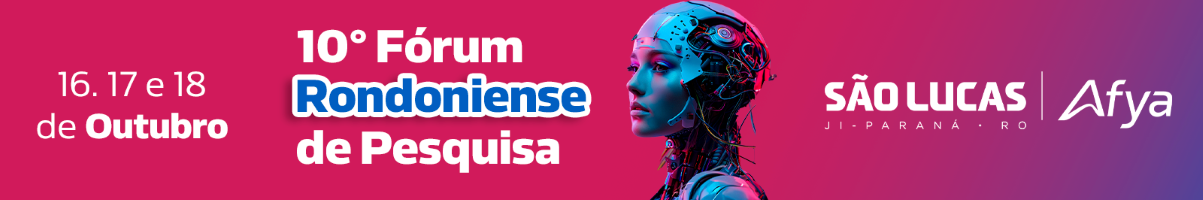 16. 17 e 18
de Outubro
10° Fórum
Rondoniense
de Pesquisa
SÃO LUCAS
JI-PARANÁ • RO
Afya